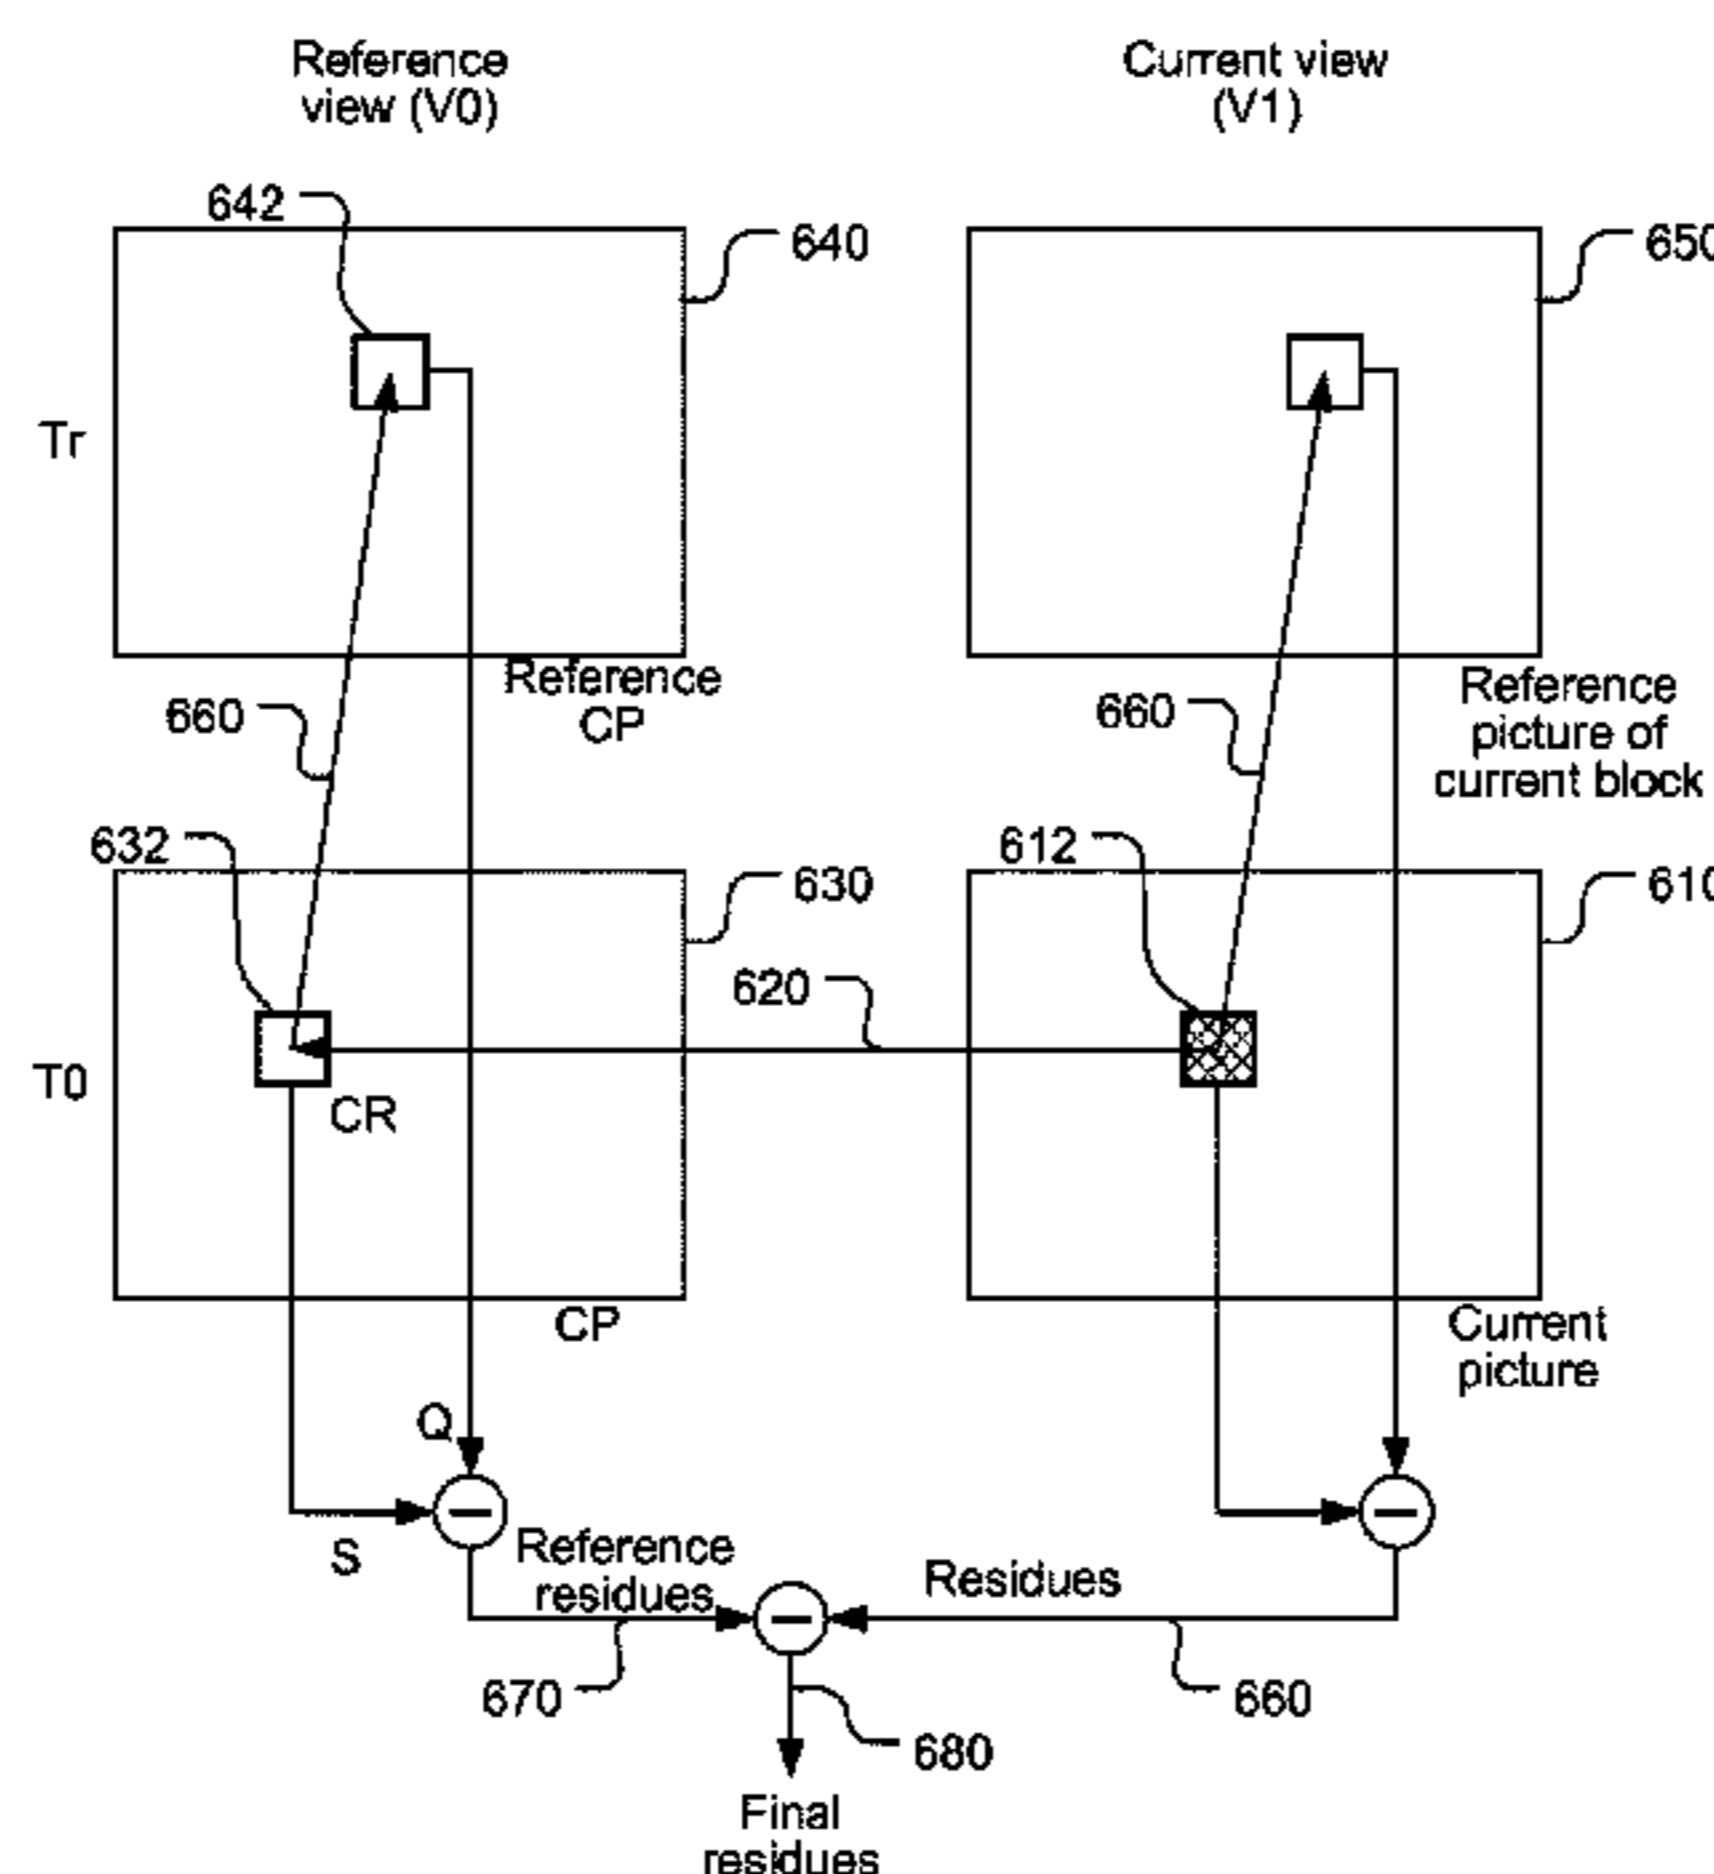 Reference
view (V0)
Current view
(V1)
642
640
650
Tr
Reference
CP
660
660
Reference
picture of
current block
632
612
630
610
620
T0
CR
CP
Current
picture
Q
S
Reference
residues
Residues
670
660
680
Final
residues